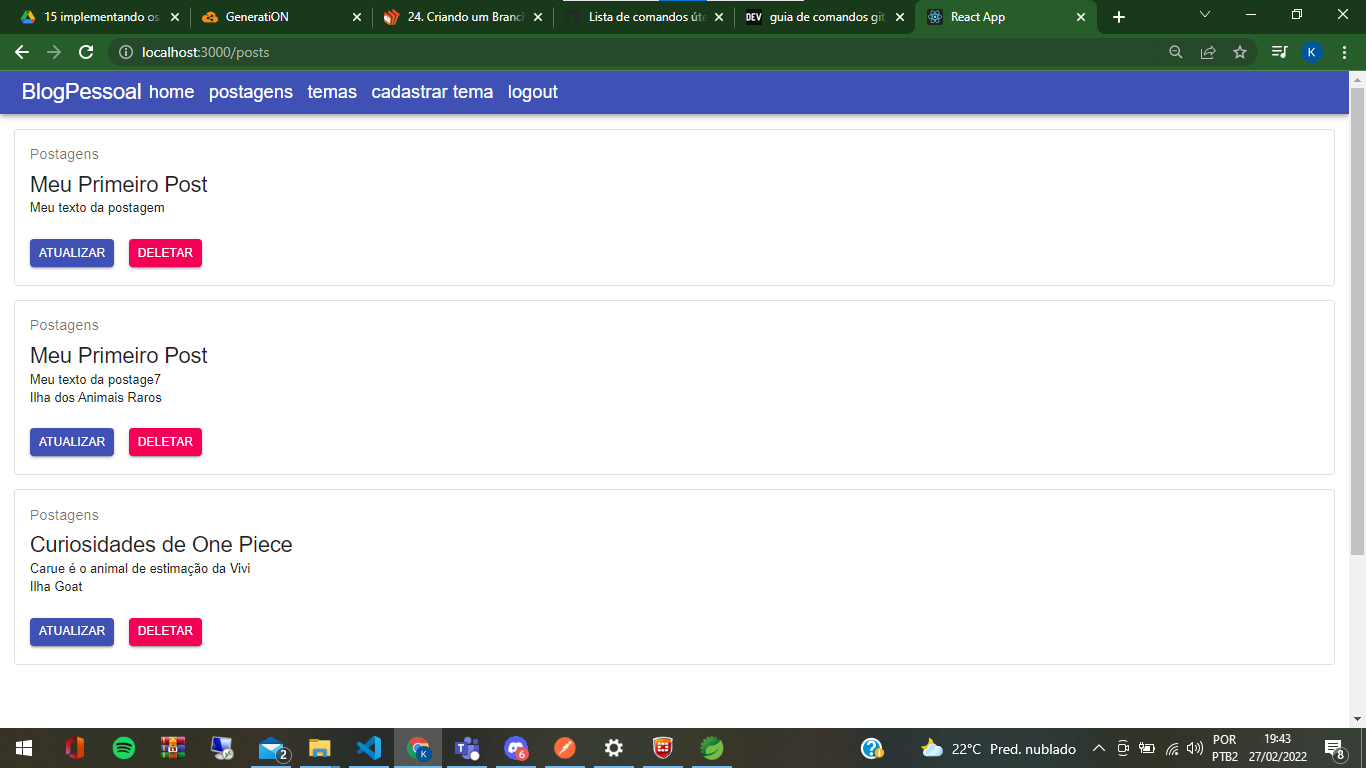 15 implementando os
GeneratiON
24. Criando um Branch
Lista de comandos úte
DEV guia de comandos git
React App
localhost:3000/posts
K
BlogPessoal home postagens temas cadastrar tema logout
Postagens
Meu Primeiro Post
Meu texto da postagem
ATUALIZAR DELETAR
Postagens
Meu Primeiro Post
Meu texto da postage7
Ilha dos Animais Raros
ATUALIZAR DELETAR
Postagens
Curiosidades de One Piece
Carue é o animal de estimação da Vivi
Ilha Goat
ATUALIZAR DELETAR
2
K
6
22°C Pred. nublado
POR
PTB2
19:43
27/02/2022
8